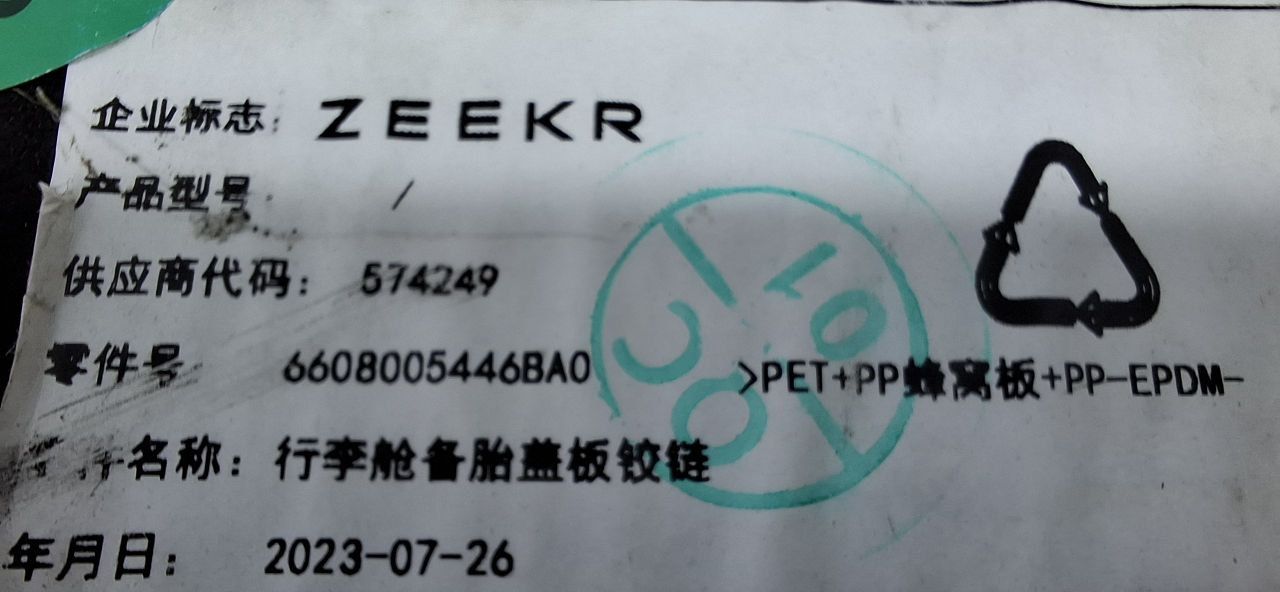 企业标志: ZEEKR
产品型号 /
供应商代码: 574249
零件号 6608005446BA0
>PET+PP蜂窝板+PP-EPDM-
件名称: 行李舱备胎盖板铰链
年月日: 2023-07-26
01